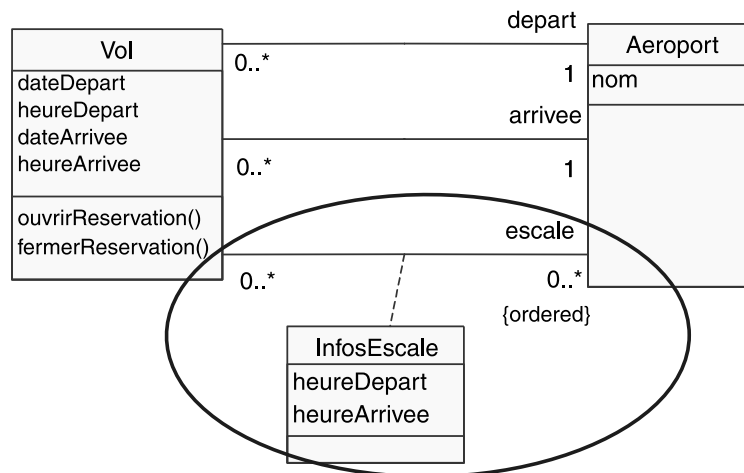 Vol
dateDepart
heureDepart
dateArrivee
heureArrivee
ouvrirReservation()
fermerReservation()
depart
0..*
1
arrivee
0..*
1
escale
0..*
0..*
{ordered}
Aeroport
nom
InfosEscale
heureDepart
heureArrivee